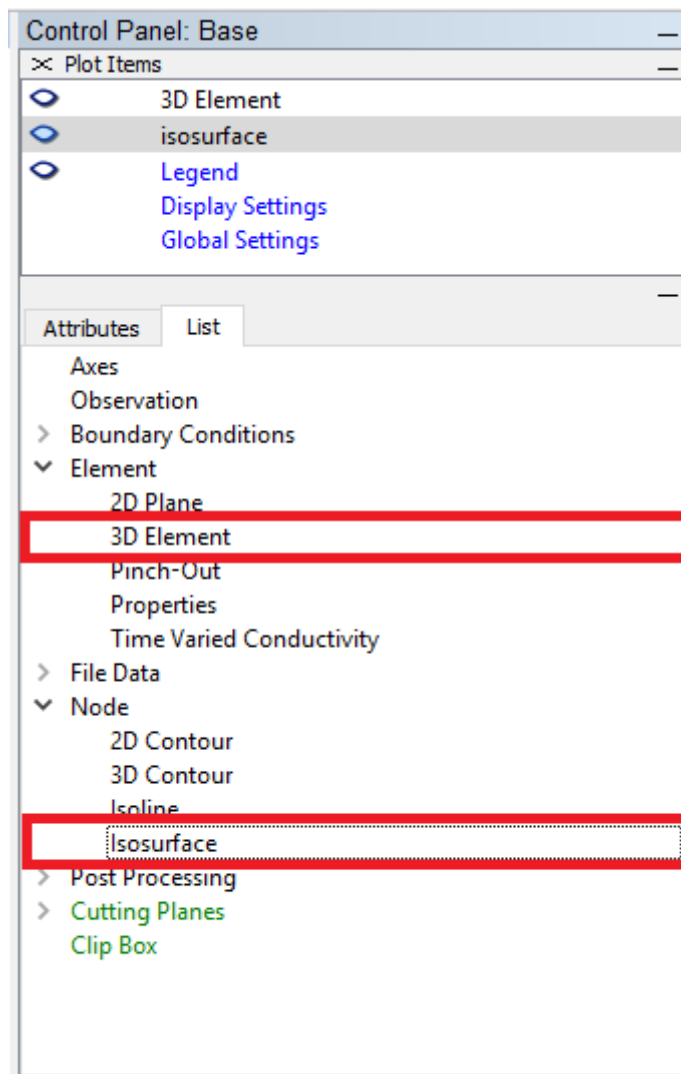 Control Panel: Base
Plot Items
3D Element
isosurface
Legend
Display Settings
Global Settings
Attributes List
Axes
Observation
Boundary Conditions
Element
2D Plane
3D Element
Pinch-Out
Properties
Time Varied Conductivity
File Data
Node
2D Contour
3D Contour
Isoline
Isosurface
Post Processing
Cutting Planes
Clip Box